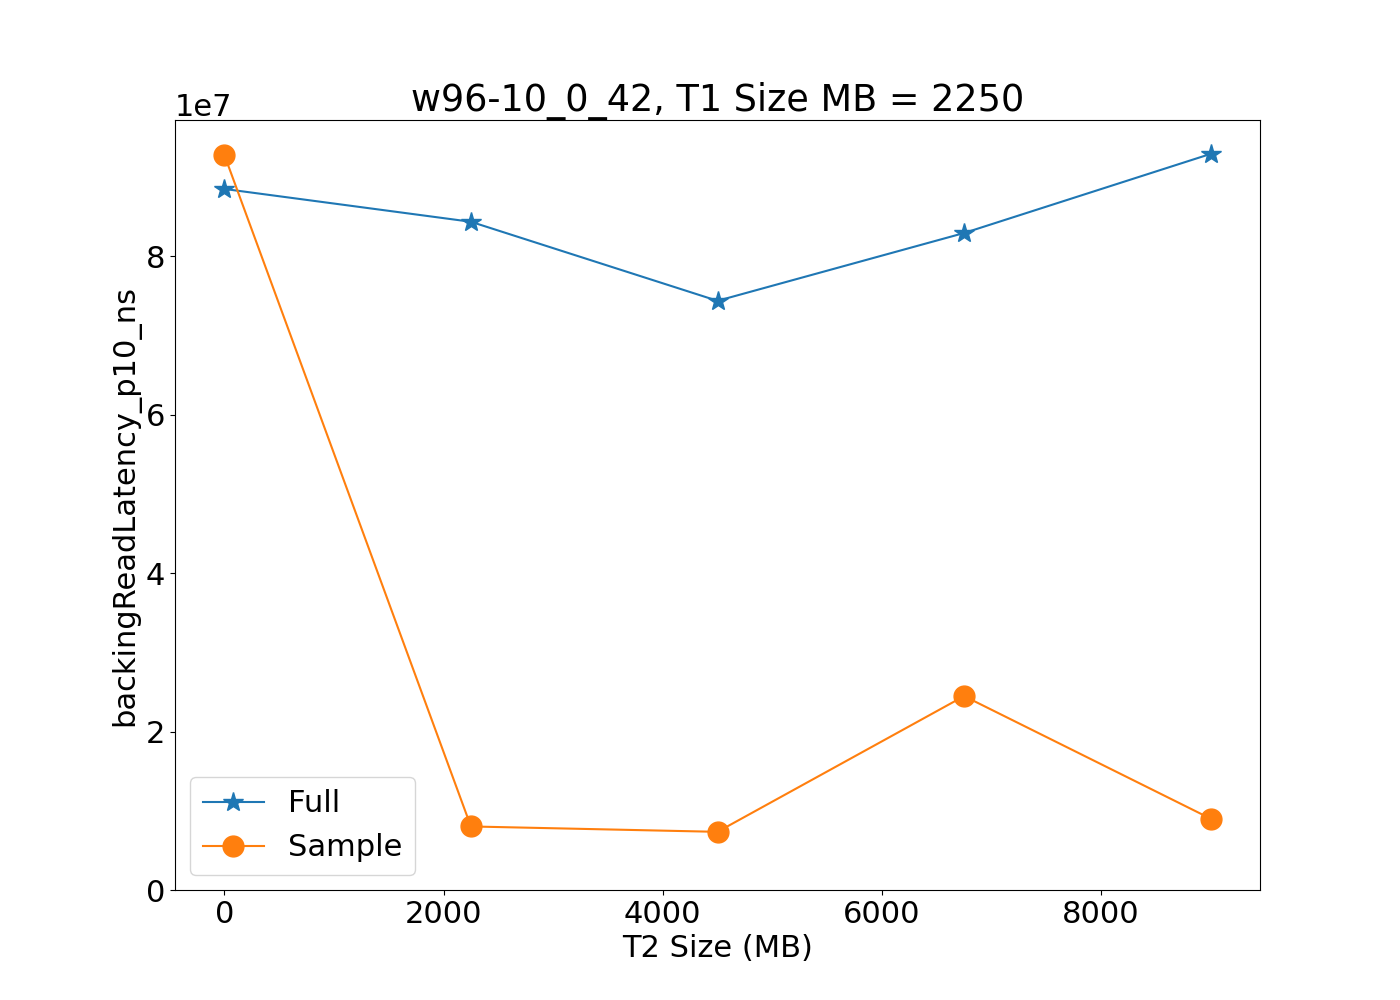 w96-10_0_42, T1 Size MB = 2250
1e7
8
6
4
2
0
backingReadLatency_p10_ns
Full
Sample
0 2000 4000 6000 8000
T2 Size (MB)